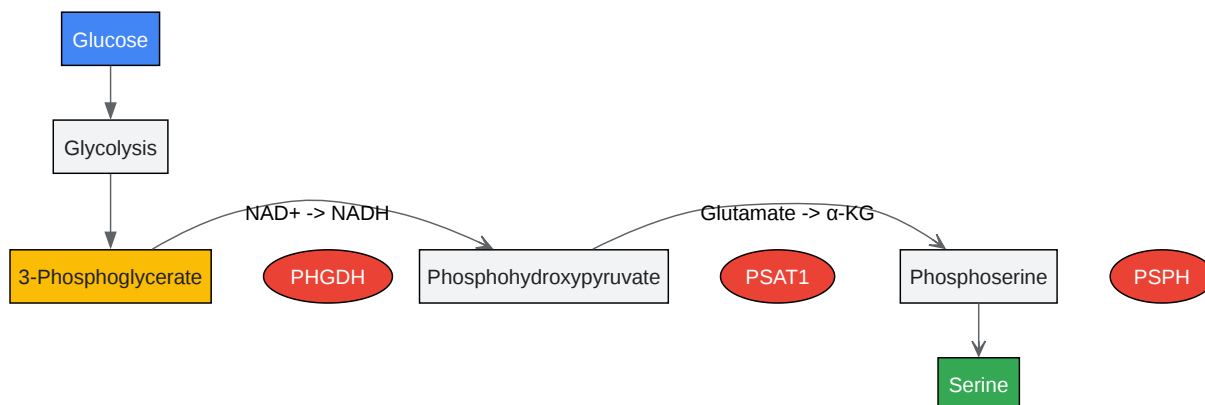 Glucose
Glycolysis
NAD+ -> NADH
Glutamate -> α-KG
3-Phosphoglycerate
PHGDH
Phosphohydroxypyruvate
PSAT1
Phosphoserine
PSPH
Serine